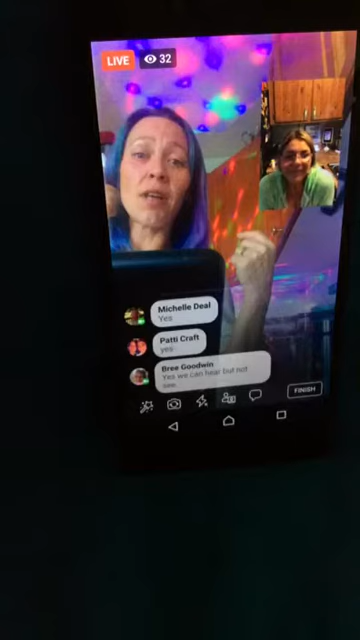 LIVE 32
Michelle Deal
Yes
Patti Craft
yes
Bree Goodwin
Yes we can hear but not
see.
FINISH